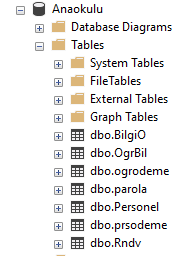 Anaokulu
Database Diagrams
Tables
System Tables
FileTables
External Tables
Graph Tables
dbo.BilgiO
dbo.OgrBil
dbo.ogrodeme
dbo.parola
dbo.Personel
dbo.prsodeme
dbo.Rndv